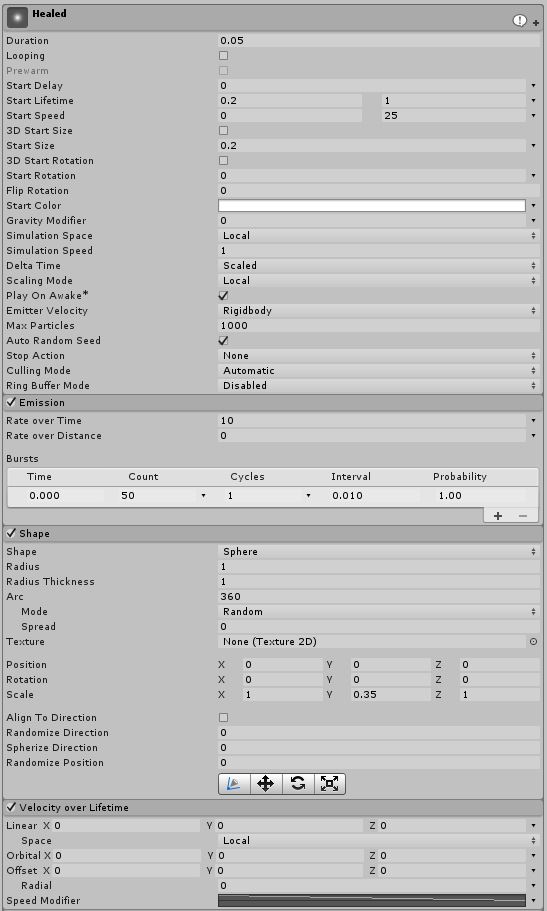 Healed
Duration 0.05
Looping
Prewarm
Start Delay 0
Start Lifetime 0.2 1
Start Speed 0 25
3D Start Size
Start Size 0.2
3D Start Rotation
Start Rotation 0
Flip Rotation 0
Start Color
Gravity Modifier 0
Simulation Space Local
Simulation Speed 1
Delta Time Scaled
Scaling Mode Local
Play On Awake*
Emitter Velocity Rigidbody
Max Particles 1000
Auto Random Seed
Stop Action None
Culling Mode Automatic
Ring Buffer Mode Disabled
Emission
Rate over Time 10
Rate over Distance 0
Bursts
Time Count Cycles Interval Probability
0.000 50 1 0.010 1.00
Shape
Shape Sphere
Radius 1
Radius Thickness 1
Arc 360
Mode Random
Spread 0
Texture None (Texture 2D)
Position X 0 Y 0 Z 0
Rotation X 0 Y 0 Z 0
Scale X 1 Y 0.35 Z 1
Align To Direction
Randomize Direction 0
Spherize Direction 0
Randomize Position 0
Velocity over Lifetime
Linear X 0 Y 0 Z 0
Space Local
Orbital X 0 Y 0 Z 0
Offset X 0 Y 0 Z 0
Radial 0
Speed Modifier